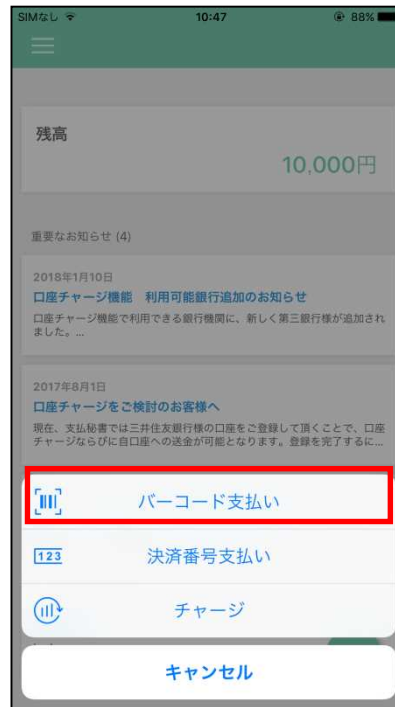 SIMなし 10:47 88%
残高
10,000円
重要なお知らせ (4)
2018年1月10日
口座チャージ機能 利用可能銀行追加のお知らせ
口座チャージ機能で利用できる銀行機関に、新しく第三銀行様が追加され
ました。...
2017年8月1日
口座チャージをご検討のお客様へ
現在、支払秘書では三井住友銀行様の口座をご登録して頂くことで、口座
チャージならびに自口座への送金が可能となります。登録を完了するに...
バーコード支払い
123 決済番号支払い
チャージ
キャンセル